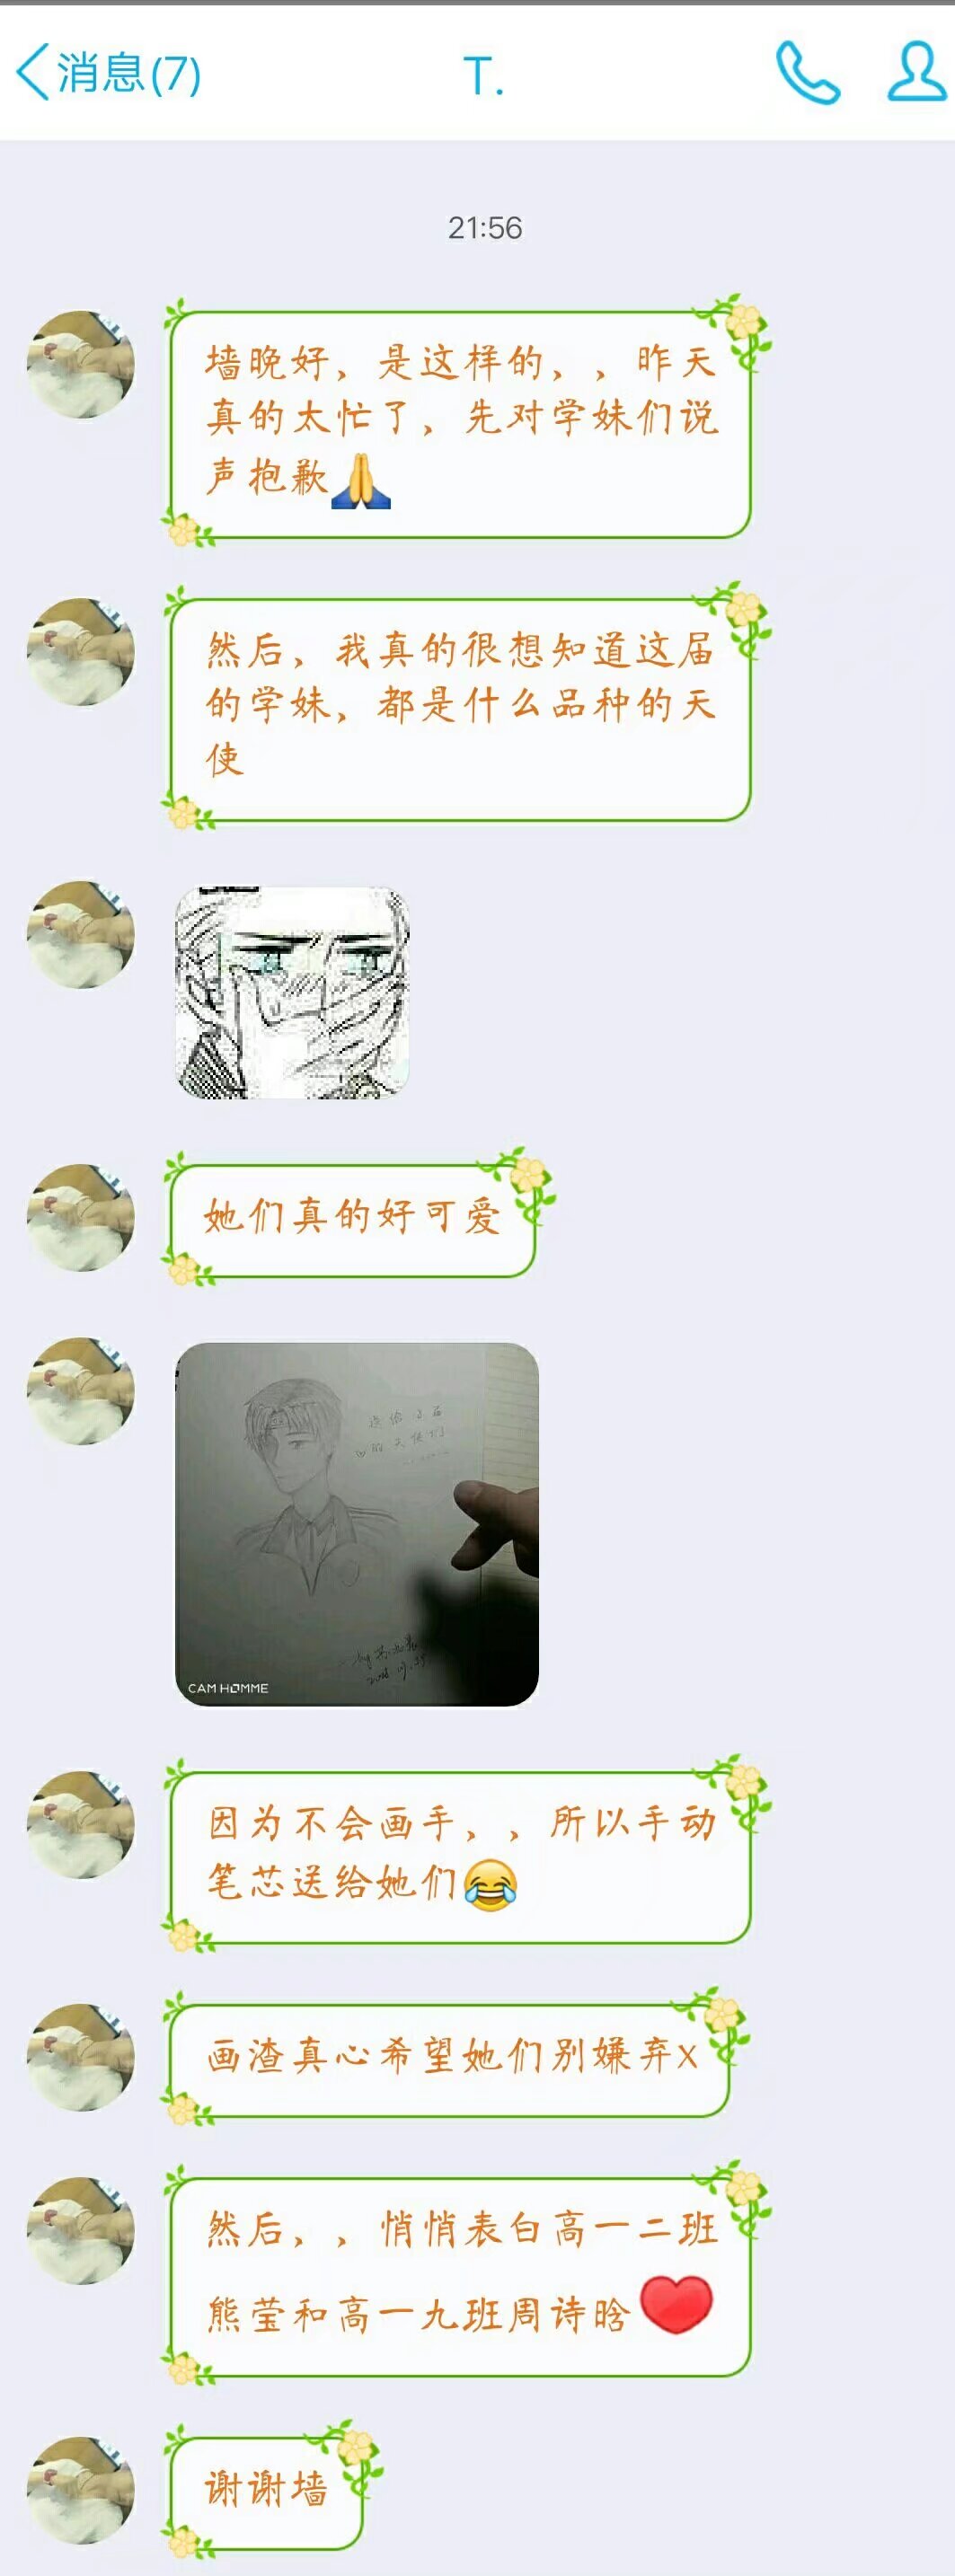 消息(7)
T.
21:56
墙晚好，是这样的，，昨天
真的太忙了，先对学妹们说
声抱歉🙏
然后，我真的很想知道这届
的学妹，都是什么品种的天
使
她们真的好可爱
的天使们
CAM HOMME
因为不会画手，，所以手动
笔芯送给她们😂
画渣真心希望她们别嫌弃x
然后，，悄悄表白高一二班
熊莹和高一九班周诗晗❤
谢谢墙